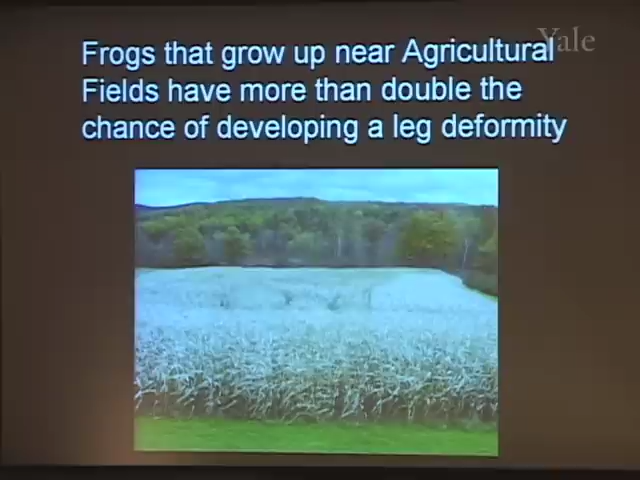 Yale
Frogs that grow up near Agricultural
Fields have more than double the
chance of developing a leg deformity